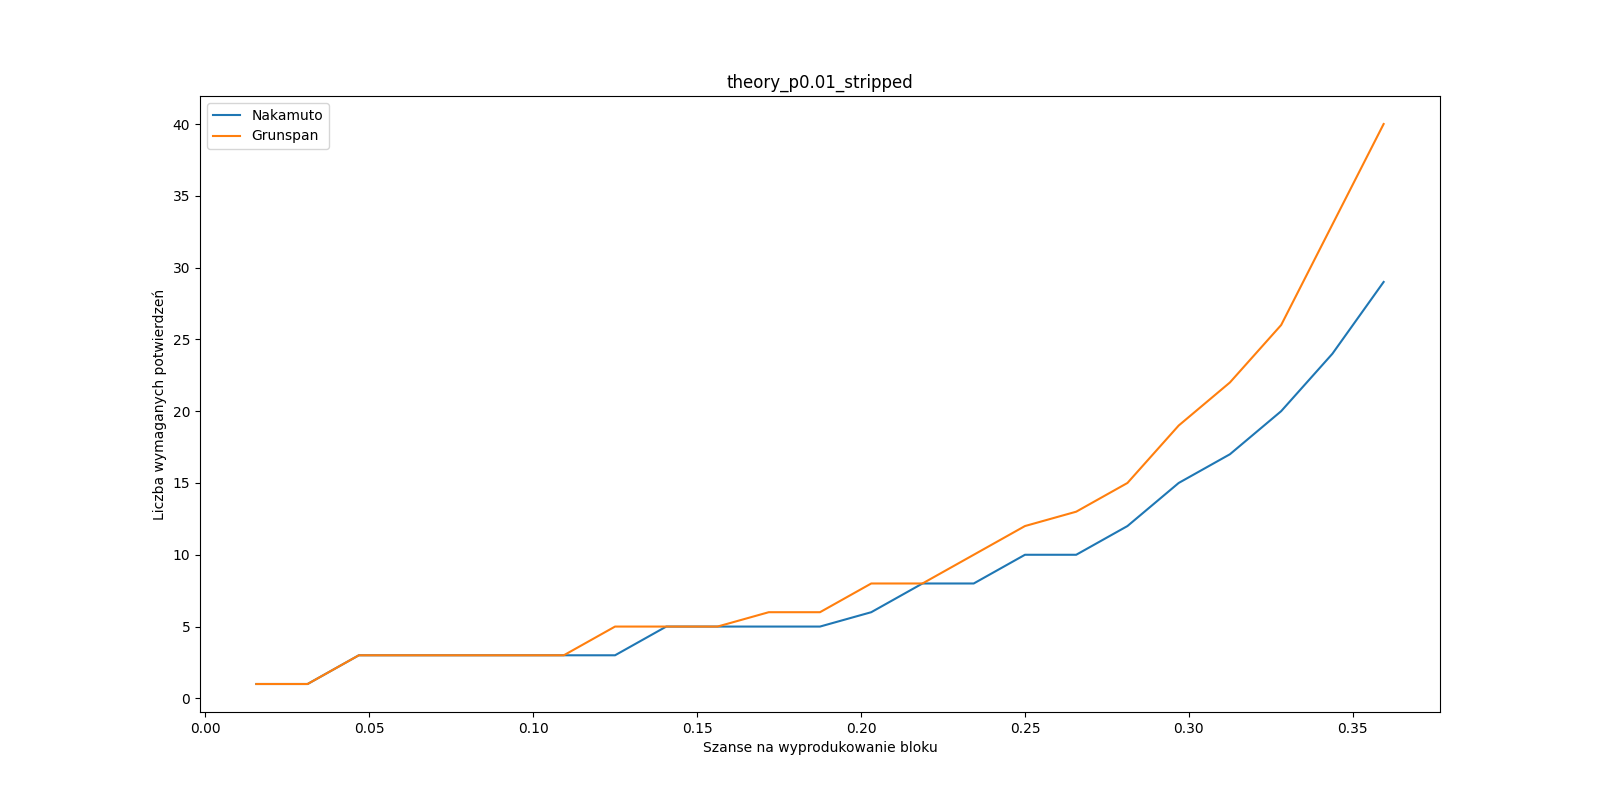 theory_p0.01_stripped
Nakamuto
Grunspan
40
35
30
25
20
15
10
5
0
Liczba wymaganych potwierdzeń
0.00 0.05 0.10 0.15 0.20 0.25 0.30 0.35
Szanse na wyprodukowanie bloku